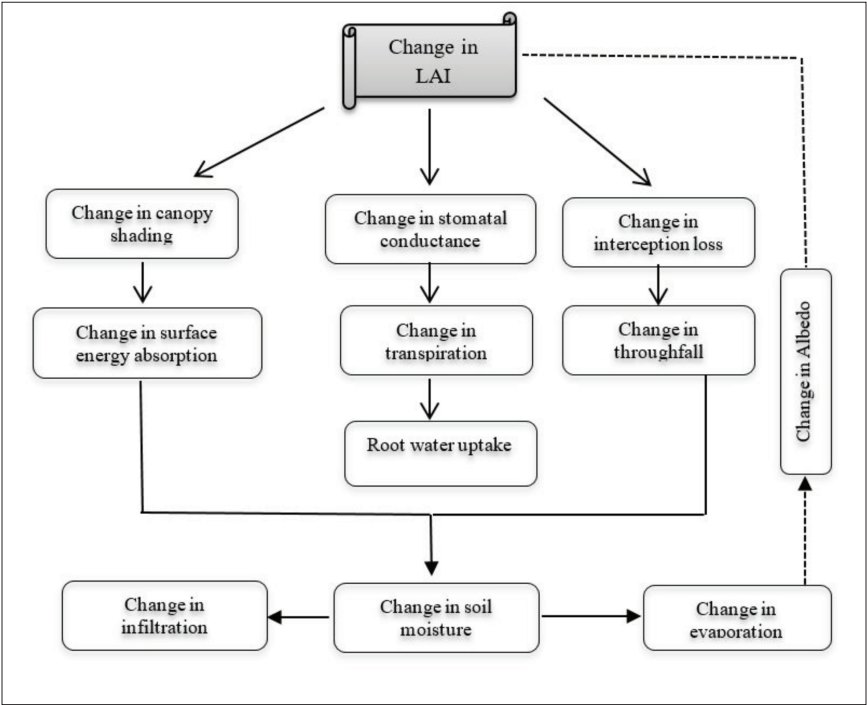 Change in
LAI
Change in canopy
shading
Change in stomatal
conductance
Change in
interception loss
Change in surface
energy absorption
Change in
transpiration
Change in
throughfall
Change in Albedo
Root water uptake
Change in
infiltration
Change in soil
moisture
Change in
evaporation